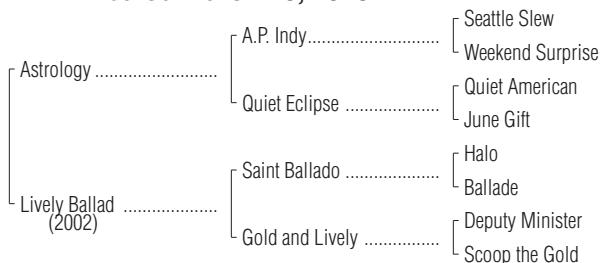 Seattle Slew
A.P. Indy
Weekend Surprise
Astrology
Quiet American
Quiet Eclipse
June Gift
Halo
Saint Ballado
Ballade
Lively Ballad
(2002)
Deputy Minister
Gold and Lively
Scoop the Gold